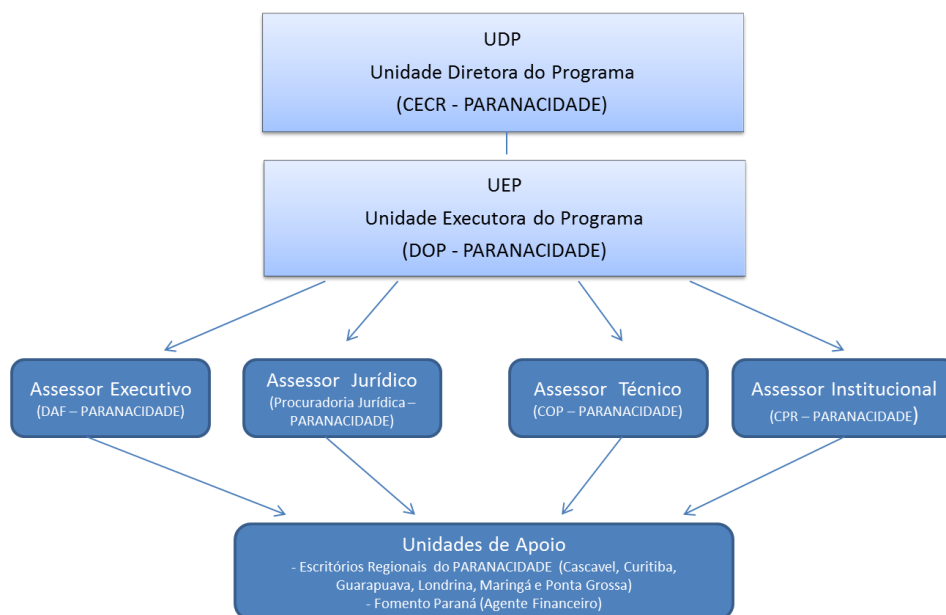 UDP
Unidade Diretora do Programa
(CECR - PARANACIDADE)
UEP
Unidade Executora do Programa
(DOP - PARANACIDADE)
Assessor Executivo
(DAF – PARANACIDADE)
Assessor Jurídico
(Procuradoria Jurídica –
PARANACIDADE)
Assessor Técnico
(COP – PARANACIDADE)
Assessor Institucional
(CPR – PARANACIDADE)
Unidades de Apoio
- Escritórios Regionais do PARANACIDADE (Cascavel, Curitiba,
Guarapuava, Londrina, Maringá e Ponta Grossa)
- Fomento Paraná (Agente Financeiro)